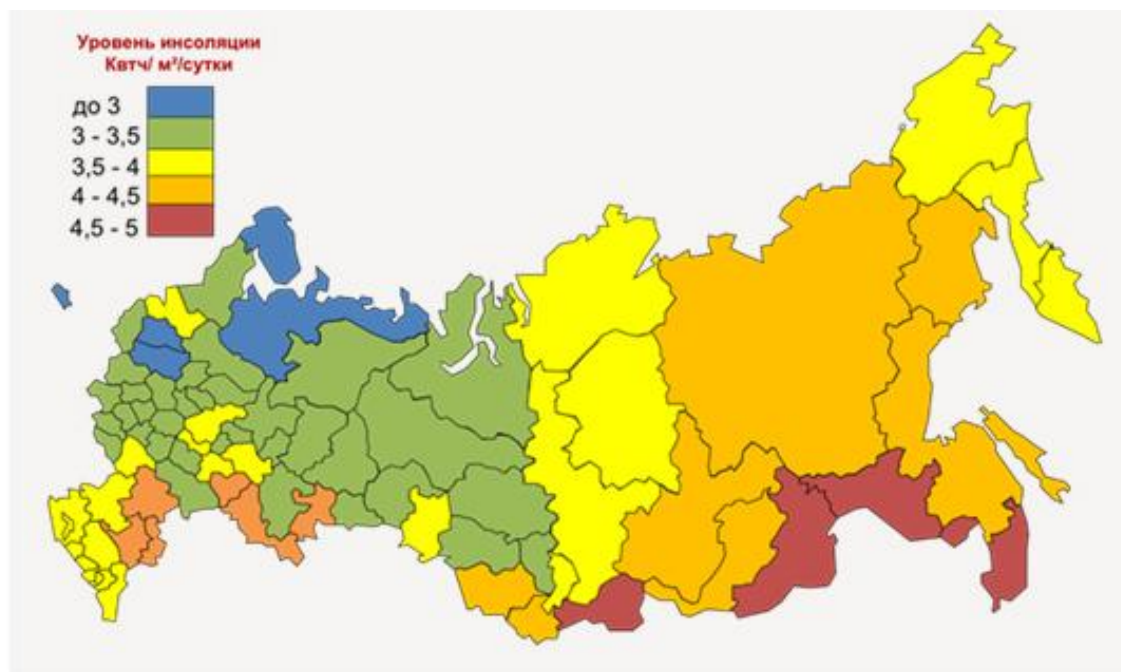 Уровень инсоляции
Квтч/ м²/сутки
до 3
3 - 3,5
3,5 - 4
4 - 4,5
4,5 - 5